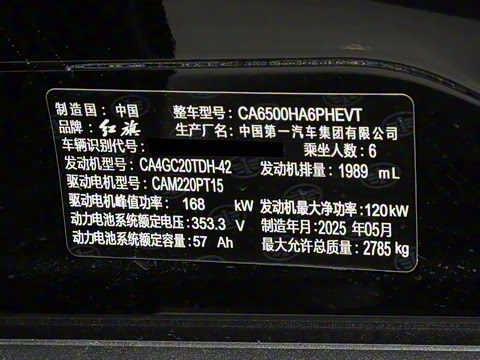 制造国：中国 整车型号：CA6500HA6PHEVT
品牌：红旗 生产厂名：中国第一汽车集团有限公司
车辆识别代号： 乘坐人数：6
发动机型号：CA4GC20TDH-42 发动机排量：1989 mL
驱动电机型号：CAM220PT15
驱动电机峰值功率：168 kW 发动机最大净功率：120kW
动力电池系统额定电压：353.3 V 制造年月：2025 年05月
动力电池系统额定容量：57 Ah 最大允许总质量：2785 kg